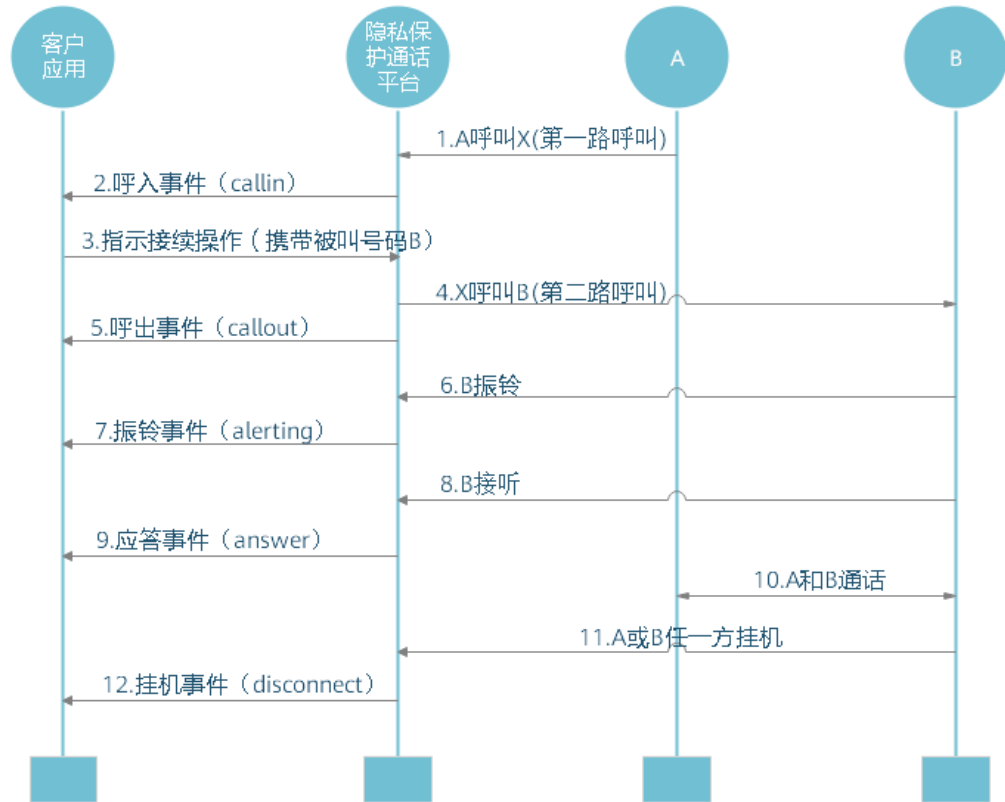 客户
应用
隐私保
护通话
平台
A
B
1.A呼叫X(第一路呼叫)
2.呼入事件（callin）
3.指示接续操作（携带被叫号码B）
4.X呼叫B(第二路呼叫)
5.呼出事件（callout）
6.B振铃
7.振铃事件（alerting）
8.B接听
9.应答事件（answer）
10.A和B通话
11.A或B任一方挂机
12.挂机事件（disconnect）